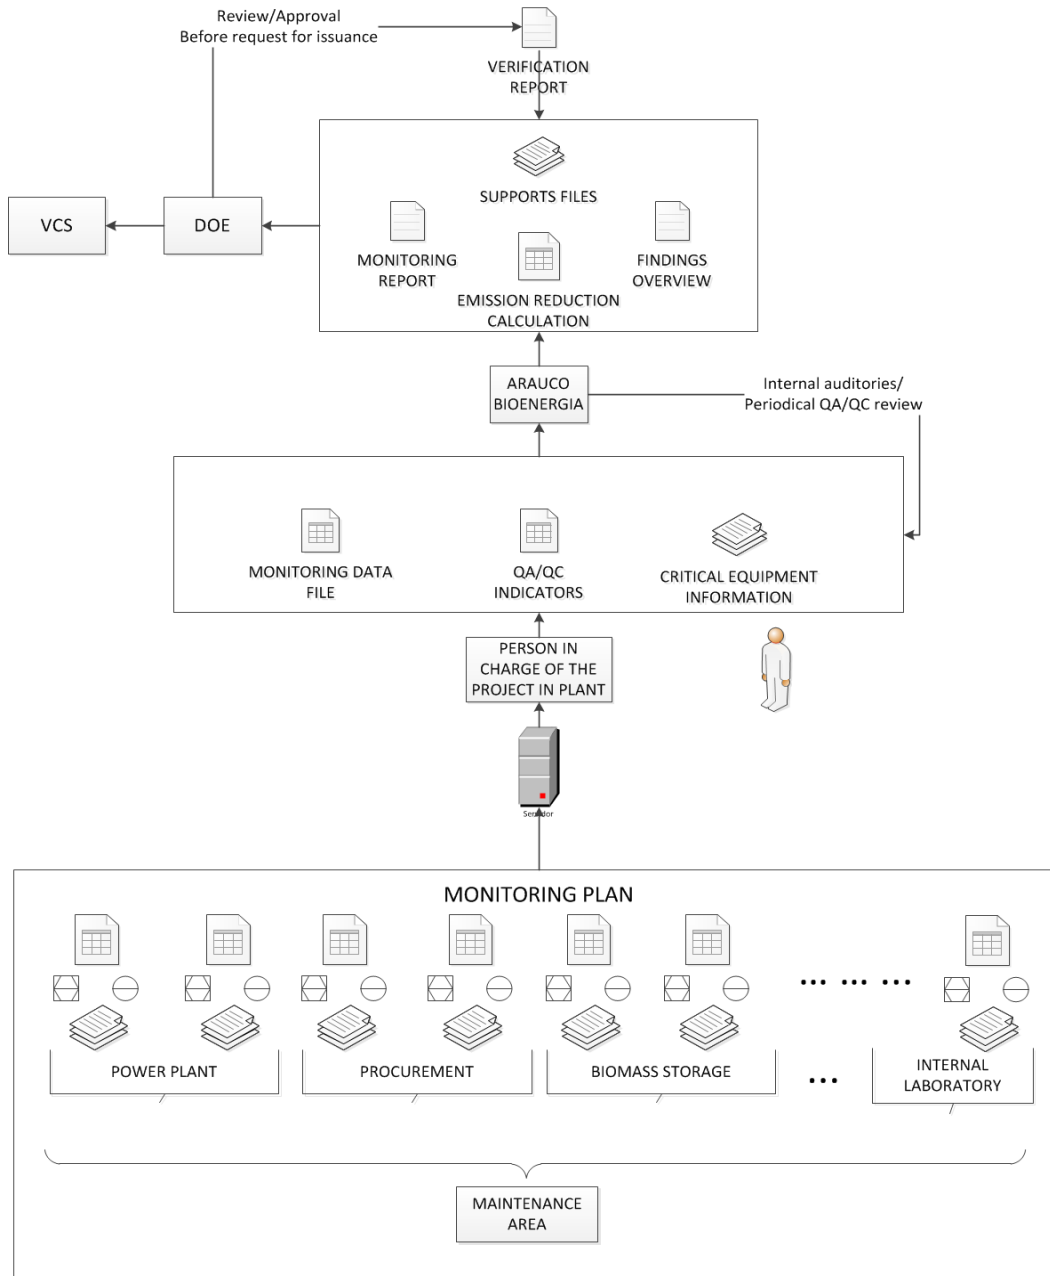 Review/Approval
Before request for issuance
VERIFICATION
REPORT
SUPPORTS FILES
VCS
DOE
MONITORING
REPORT
FINDINGS
OVERVIEW
EMISSION REDUCTION
CALCULATION
ARAUCO
BIOENERGIA
Internal auditories/
Periodical QA/QC review
MONITORING DATA
FILE
QA/QC
INDICATORS
CRITICAL EQUIPMENT
INFORMATION
PERSON IN
CHARGE OF THE
PROJECT IN PLANT
Servidor
MONITORING PLAN
... ... ...
POWER PLANT
PROCUREMENT
BIOMASS STORAGE
...
INTERNAL
LABORATORY
MAINTENANCE
AREA